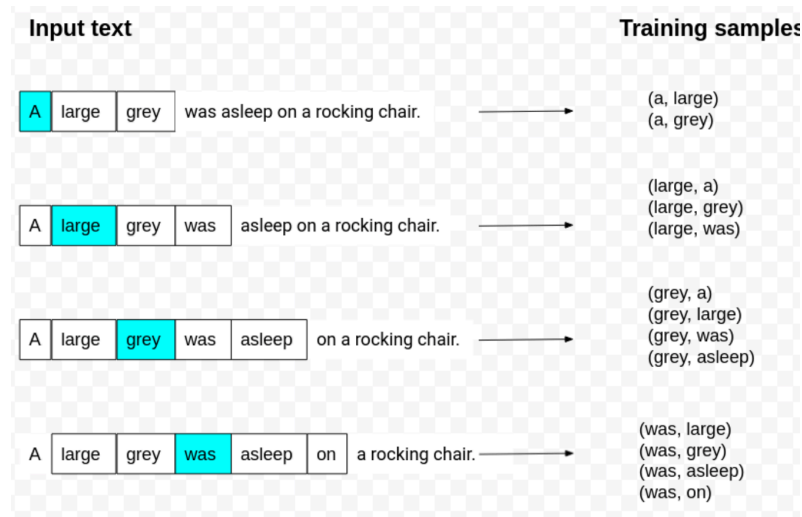 Input text
Training samples
A large grey was asleep on a rocking chair.
(a, large)
(a, grey)
A large grey was asleep on a rocking chair.
(large, a)
(large, grey)
(large, was)
A large grey was asleep on a rocking chair.
(grey, a)
(grey, large)
(grey, was)
(grey, asleep)
A large grey was asleep on a rocking chair.
(was, large)
(was, grey)
(was, asleep)
(was, on)